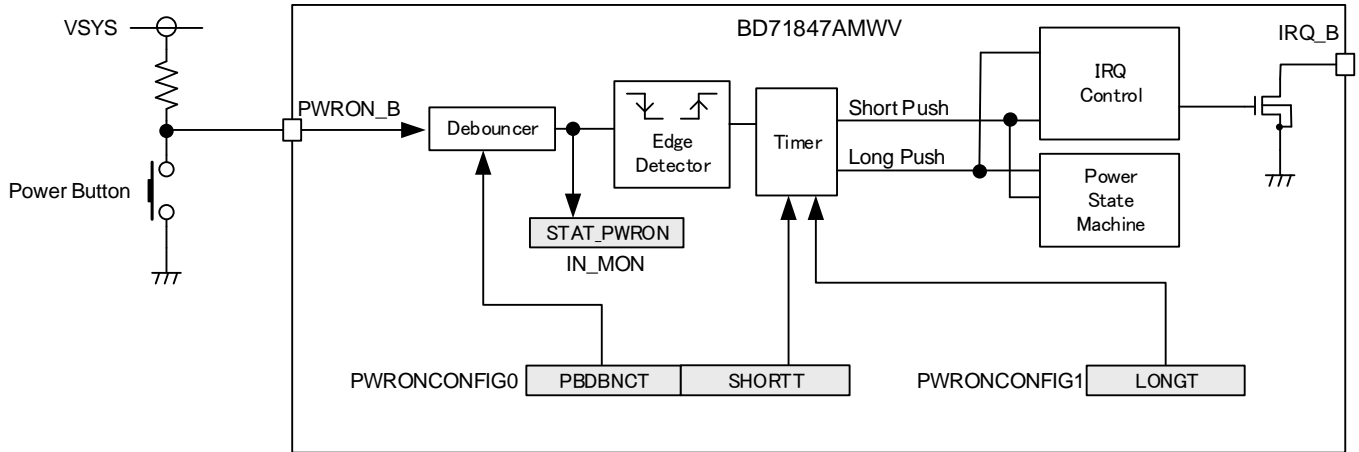 BD71847AMWV
VSYS
IRQ_B
PWRON_B
Debouncer
Edge
Detector
Timer
Short Push
Long Push
IRQ
Control
Power
State
Machine
Power Button
STAT_PWRON
IN_MON
PWRONCONFIG0
PBDBNCT
SHORTT
PWRONCONFIG1
LONGT